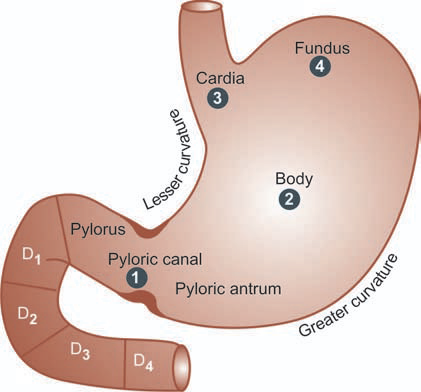 Fundus
4
Cardia
3
Lesser curvature
Body
2
Pylorus
Pyloric canal
1
Pyloric antrum
Greater curvature
D1
D2
D3
D4